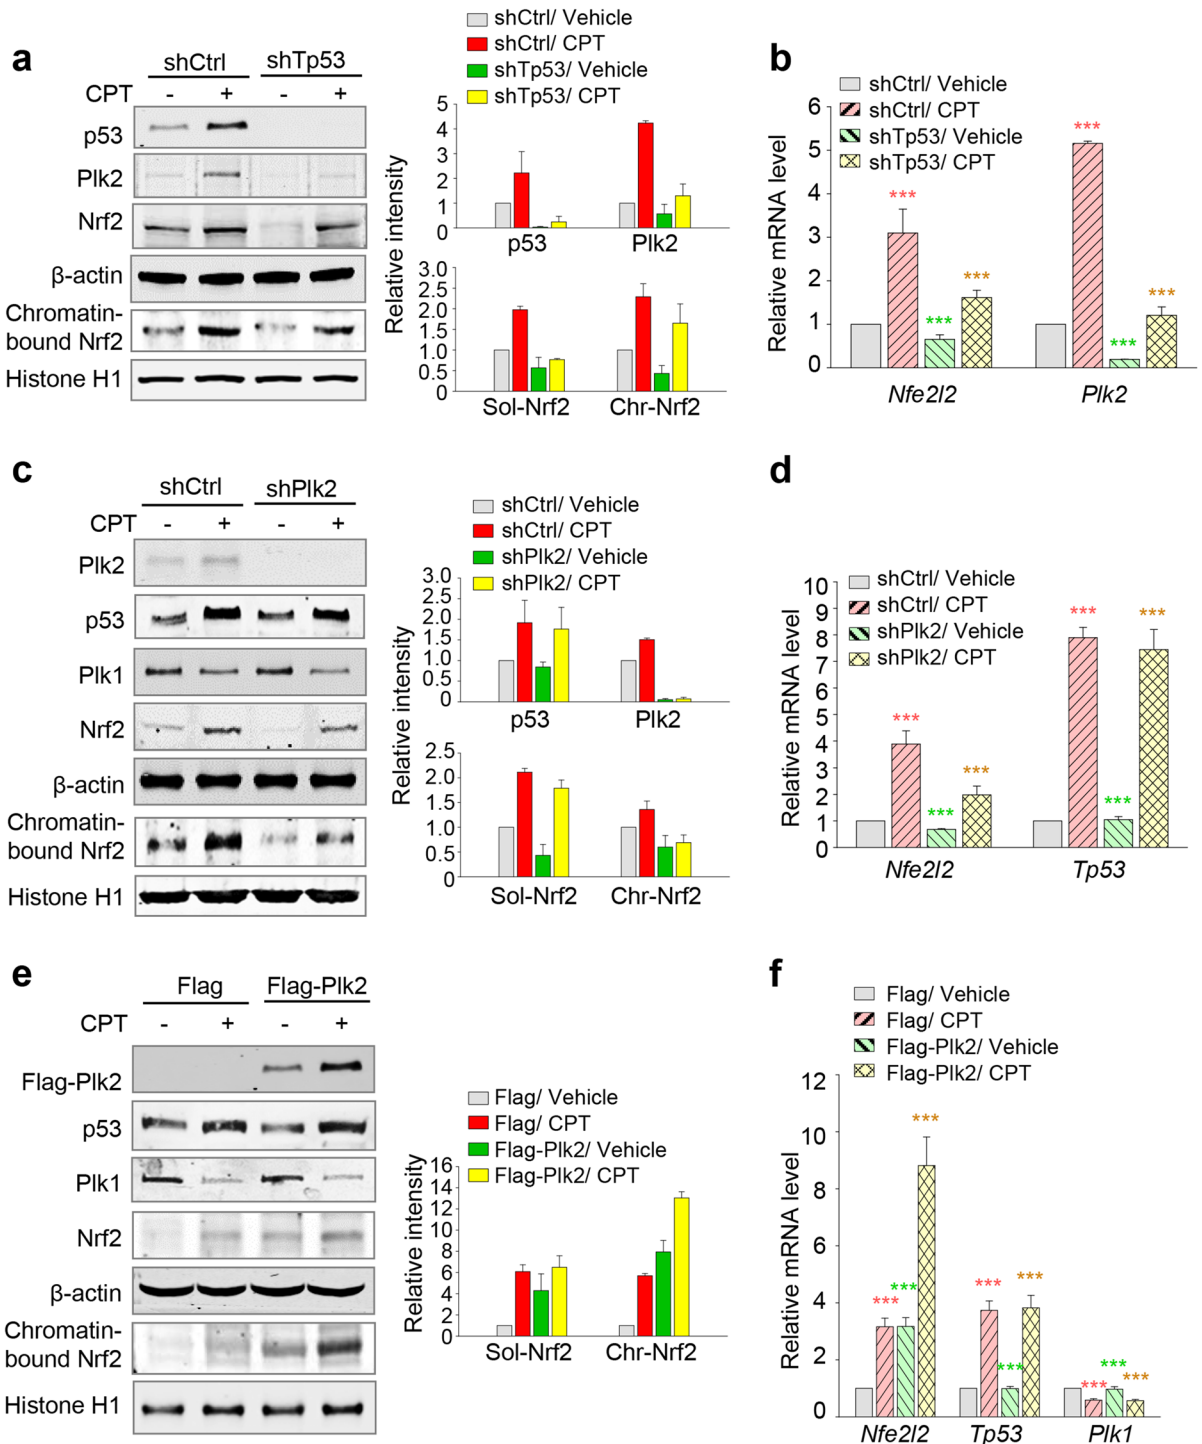 a
shCtrl shTp53
CPT - + - +
p53
Plk2
Nrf2
β-actin
Chromatin-
bound Nrf2
Histone H1
shCtrl/ Vehicle
shCtrl/ CPT
shTp53/ Vehicle
shTp53/ CPT
Relative intensity
5
4
3
2
1
0
p53 Plk2
3.0
2.5
2.0
1.5
1.0
0.5
0
Sol-Nrf2 Chr-Nrf2
b
shCtrl/ Vehicle
shCtrl/ CPT
shTp53/ Vehicle
shTp53/ CPT
Relative mRNA level
6
5
4
3
2
1
0
*** *** *** *** *** ***
Nfe2l2 Plk2
c
shCtrl shPlk2
CPT - + - +
Plk2
p53
Plk1
Nrf2
β-actin
Chromatin-
bound Nrf2
Histone H1
shCtrl/ Vehicle
shCtrl/ CPT
shPlk2/ Vehicle
shPlk2/ CPT
Relative intensity
3.0
2.5
2.0
1.5
1.0
0.5
0
p53 Plk2
2.5
2.0
1.5
1.0
0.5
0
Sol-Nrf2 Chr-Nrf2
d
shCtrl/ Vehicle
shCtrl/ CPT
shPlk2/ Vehicle
shPlk2/ CPT
Relative mRNA level
10
9
8
7
6
5
4
3
2
1
0
*** *** *** *** *** ***
Nfe2l2 Tp53
e
Flag Flag-Plk2
CPT - + - +
Flag-Plk2
p53
Plk1
Nrf2
β-actin
Chromatin-
bound Nrf2
Histone H1
Flag/ Vehicle
Flag/ CPT
Flag-Plk2/ Vehicle
Flag-Plk2/ CPT
Relative intensity
16
14
12
10
8
6
4
2
0
Sol-Nrf2 Chr-Nrf2
f
Flag/ Vehicle
Flag/ CPT
Flag-Plk2/ Vehicle
Flag-Plk2/ CPT
Relative mRNA level
12
10
8
6
4
2
0
*** *** *** *** *** *** *** *** ***
Nfe2l2 Tp53 Plk1